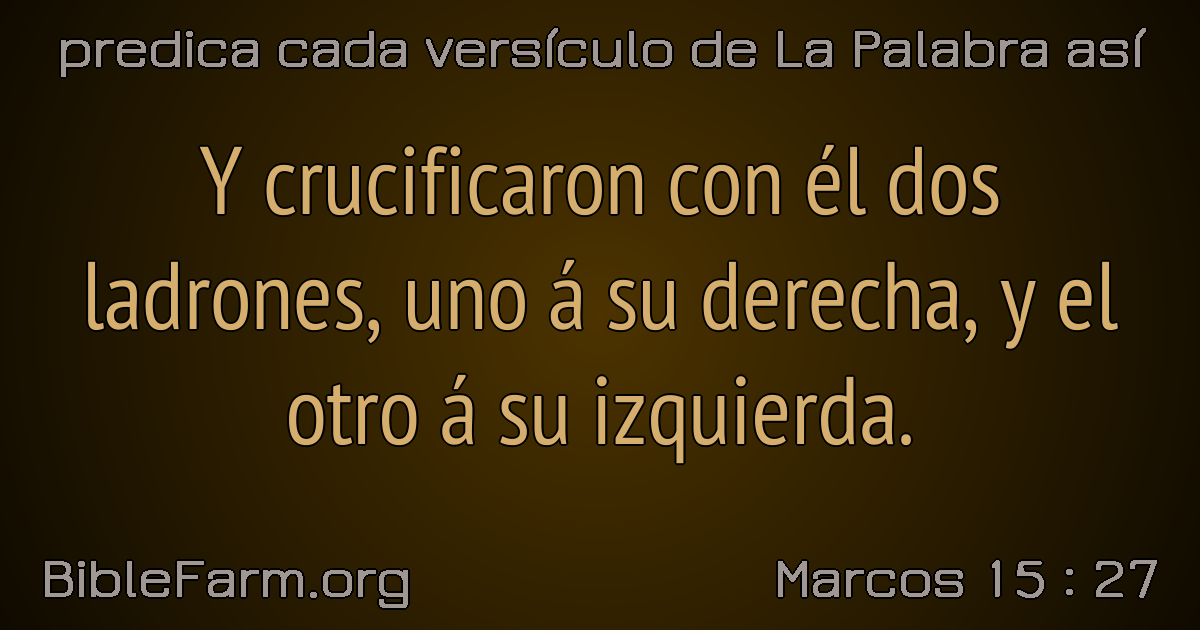 predica cada versículo de La Palabra así
Y crucificaron con él dos
ladrones, uno á su derecha, y el
otro á su izquierda.
BibleFarm.org
Marcos 15 : 27